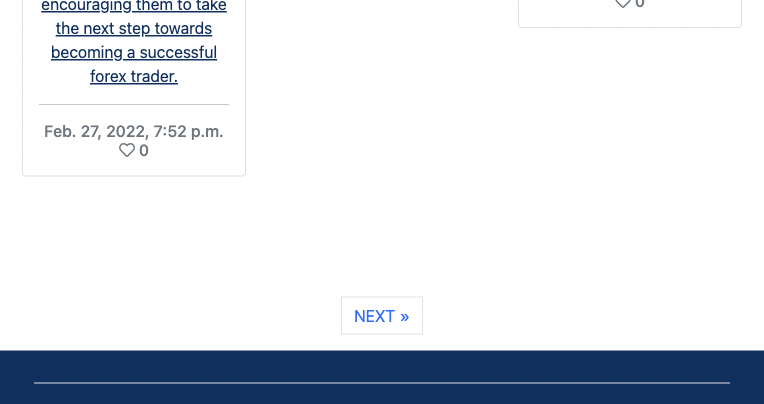 encouraging them to take
the next step towards
becoming a successful
forex trader.
Feb. 27, 2022, 7:52 p.m.
0
0
NEXT »